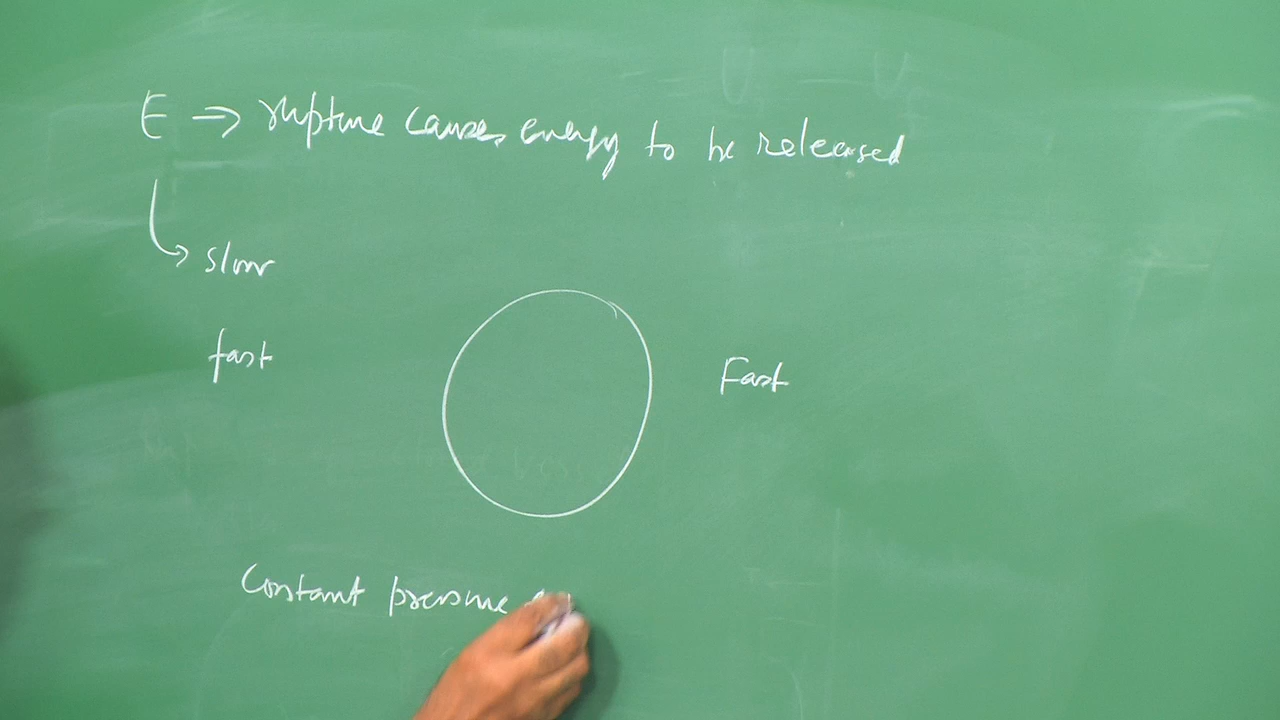 E ⇒ rupture causes energy to be released
slow
fast
Fast
Constant pressure